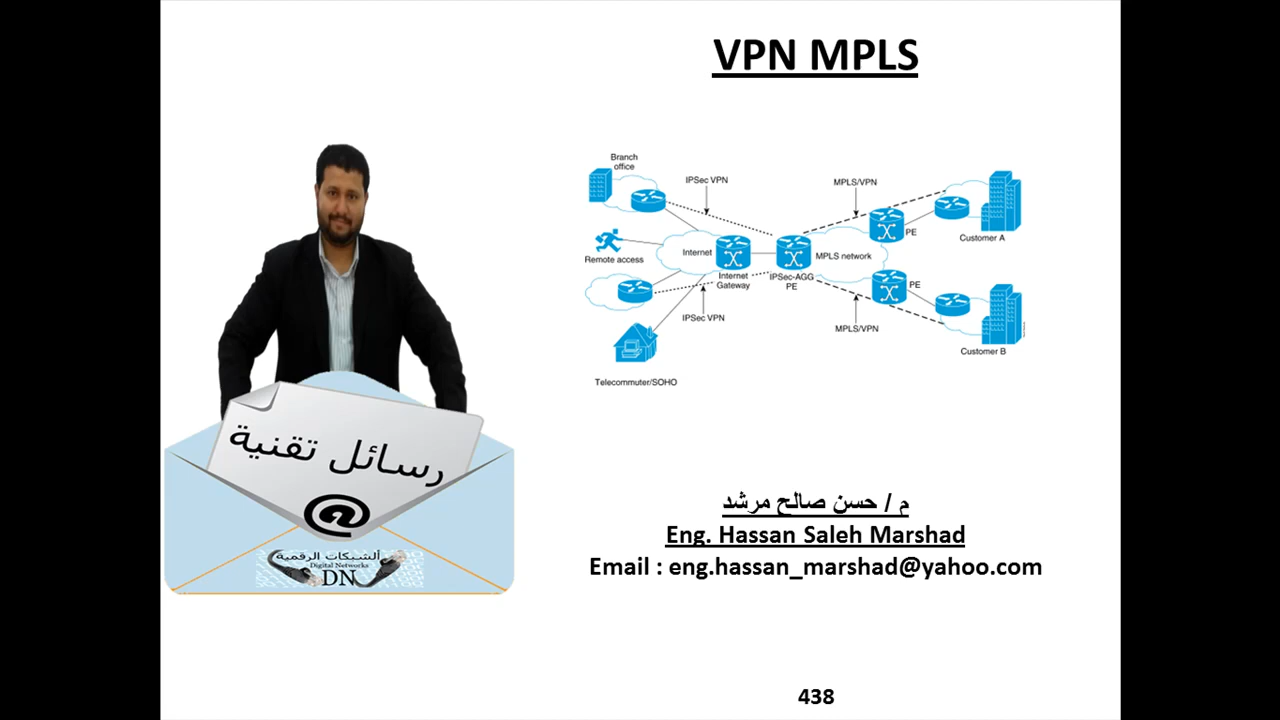 VPN MPLS
Branch
office
IPSec VPN
MPLS/VPN
PE
Customer A
Remote access
Internet
MPLS network
Internet
Gateway
IPSec-AGG
PE
PE
IPSec VPN
MPLS/VPN
Customer B
Telecommuter/SOHO
رسائل تقنية
@
الشبكات الرقمية
Digital Networks
DN
م / حسن صالح مرشد
Eng. Hassan Saleh Marshad
Email : eng.hassan_marshad@yahoo.com
438